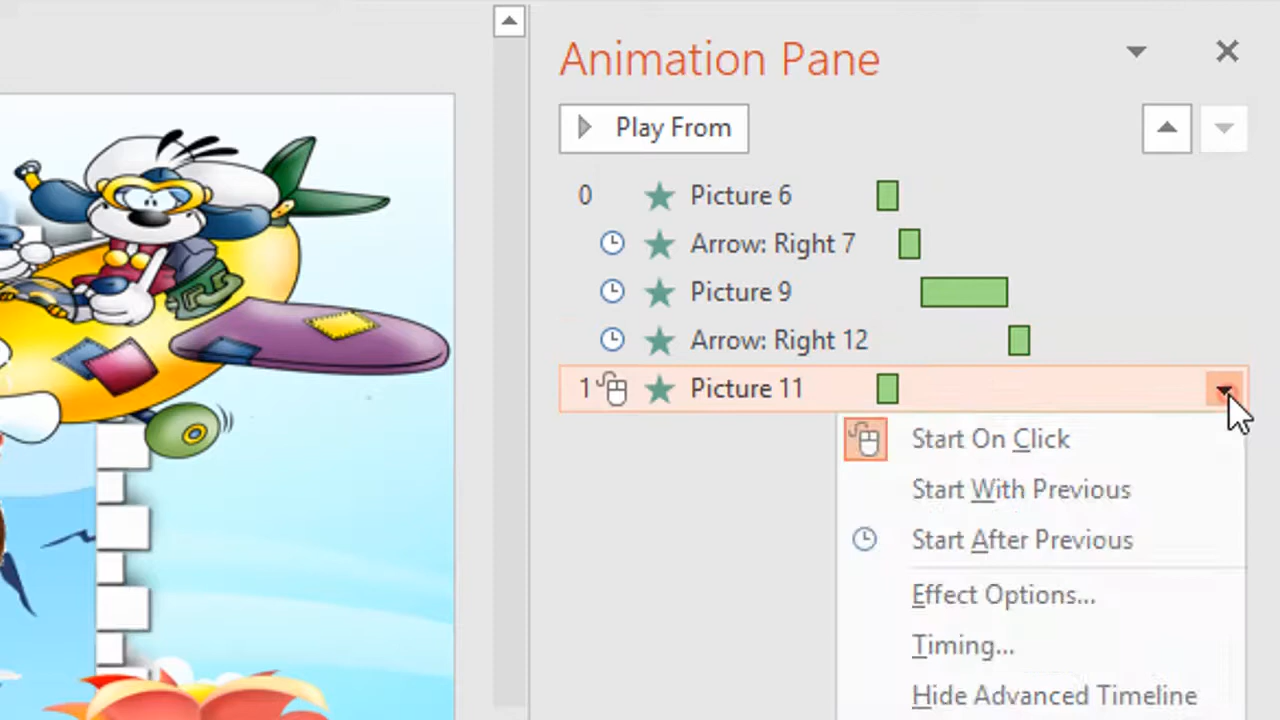 Animation Pane
Play From
0 Picture 6
Arrow: Right 7
Picture 9
Arrow: Right 12
1 Picture 11
Start On Click
Start With Previous
Start After Previous
Effect Options...
Timing...
Hide Advanced Timeline